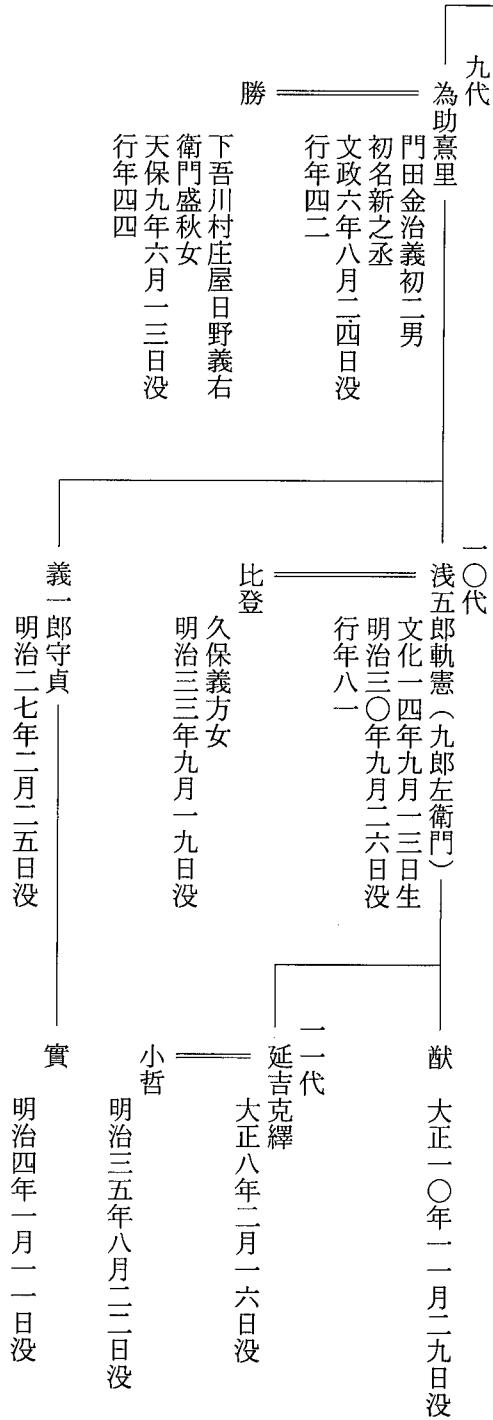 九代
為助熹里
門田金治義初二男
初名新之丞
文政六年八月二四日没
行年四二
勝
下吾川村庄屋日野義右
衛門盛秋女
天保九年六月一三日没
行年四四
一〇代
浅五郎軌憲(九郎左衛門)
文化一四年九月一三日生
明治三〇年九月二六日没
行年八一
比登
久保義方女
明治三三年九月一九日没
義一郎守貞
明治二七年二月二五日没
猷 大正一〇年一一月二九日没
一一代
延吉克繹
大正八年二月一六日没
小哲
明治三五年八月二二日没
實
明治四年一月一一日没